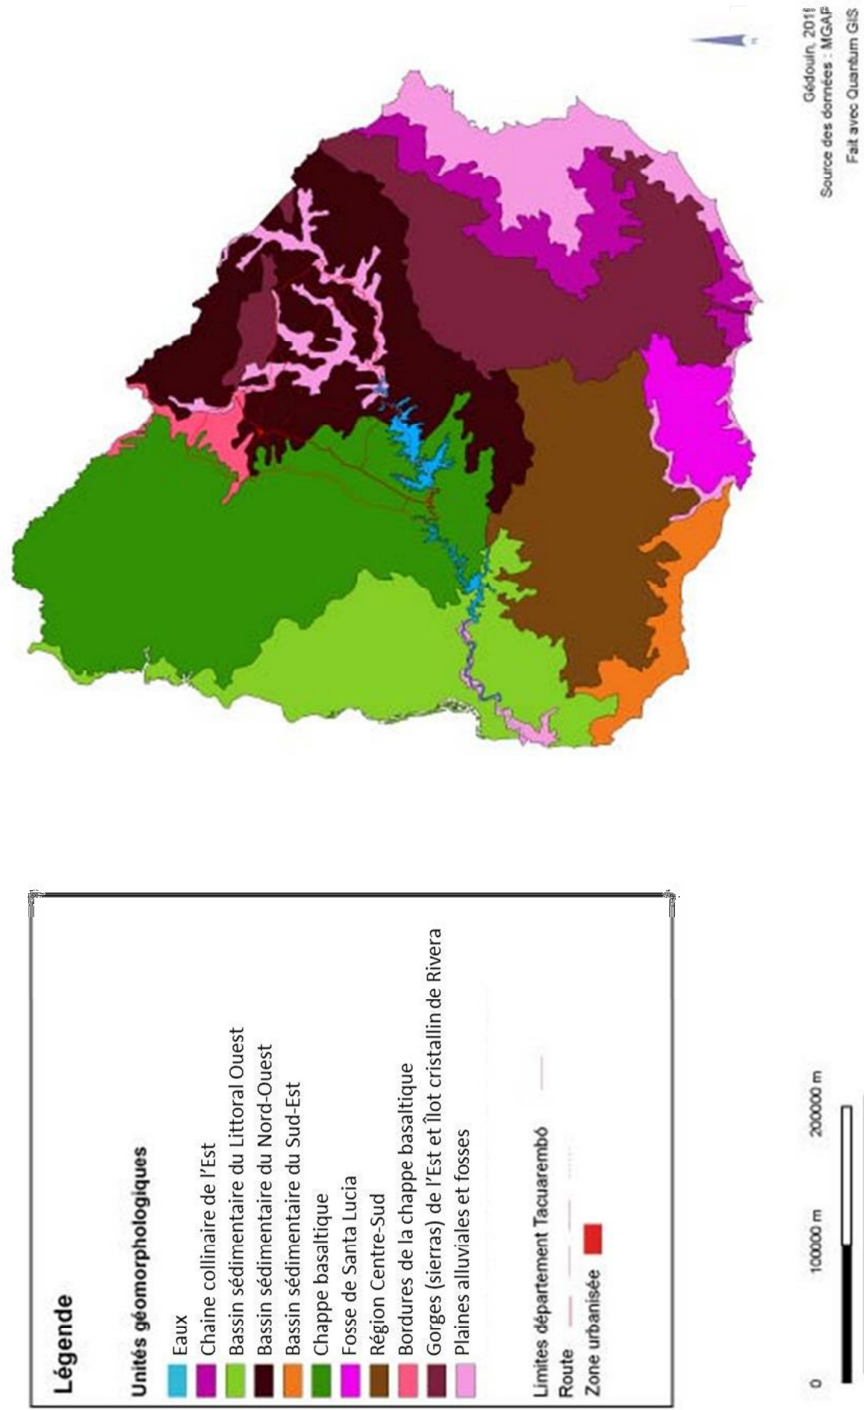 Légende
Unités géomorphologiques
Eaux
Chaine collinaire de l'Est
Bassin sédimentaire du Littoral Ouest
Bassin sédimentaire du Nord-Ouest
Bassin sédimentaire du Sud-Est
Chappe basaltique
Fosse de Santa Lucia
Région Centre-Sud
Bordures de la chappe basaltique
Gorges (sierras) de l'Est et Îlot cristallin de Rivera
Plaines alluviales et fosses
Limites département Tacuarembó
Route
Zone urbanisée
0 100000 m 200000 m
Gédouin,
Source des données : MGAP
Fait avec Quantum GIS